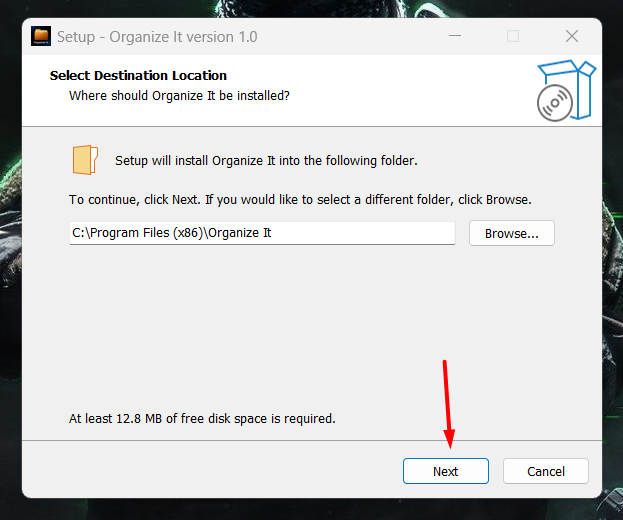 Setup - Organize It version 1.0
Select Destination Location
Where should Organize It be installed?
Setup will install Organize It into the following folder.
To continue, click Next. If you would like to select a different folder, click Browse.
C:\Program Files (x86)\Organize It
Browse...
At least 12.8 MB of free disk space is required.
Next
Cancel